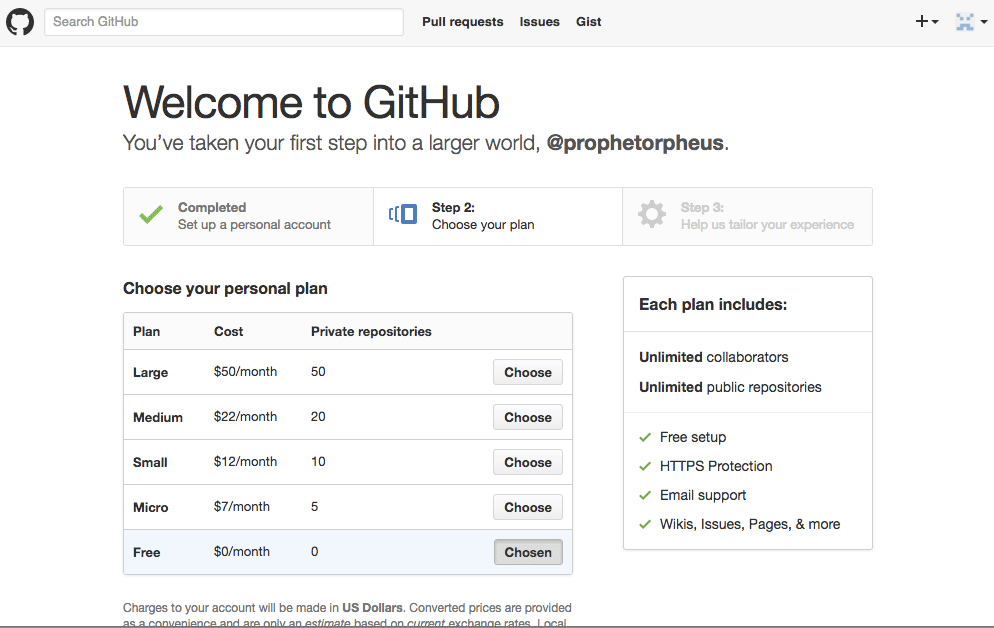 Search GitHub
Pull requests Issues Gist
Welcome to GitHub
You've taken your first step into a larger world, @prophetorpheus.
Completed
Set up a personal account
Step 2:
Choose your plan
Step 3:
Help us tailor your experience
Choose your personal plan
Plan Cost Private repositories
Large $50/month 50 Choose
Medium $22/month 20 Choose
Small $12/month 10 Choose
Micro $7/month 5 Choose
Free $0/month 0 Chosen
Charges to your account will be made in US Dollars. Converted prices are provided
as a convenience and are only an estimate based on current exchange rates. Local
Each plan includes:
Unlimited collaborators
Unlimited public repositories
Free setup
HTTPS Protection
Email support
Wikis, Issues, Pages, & more